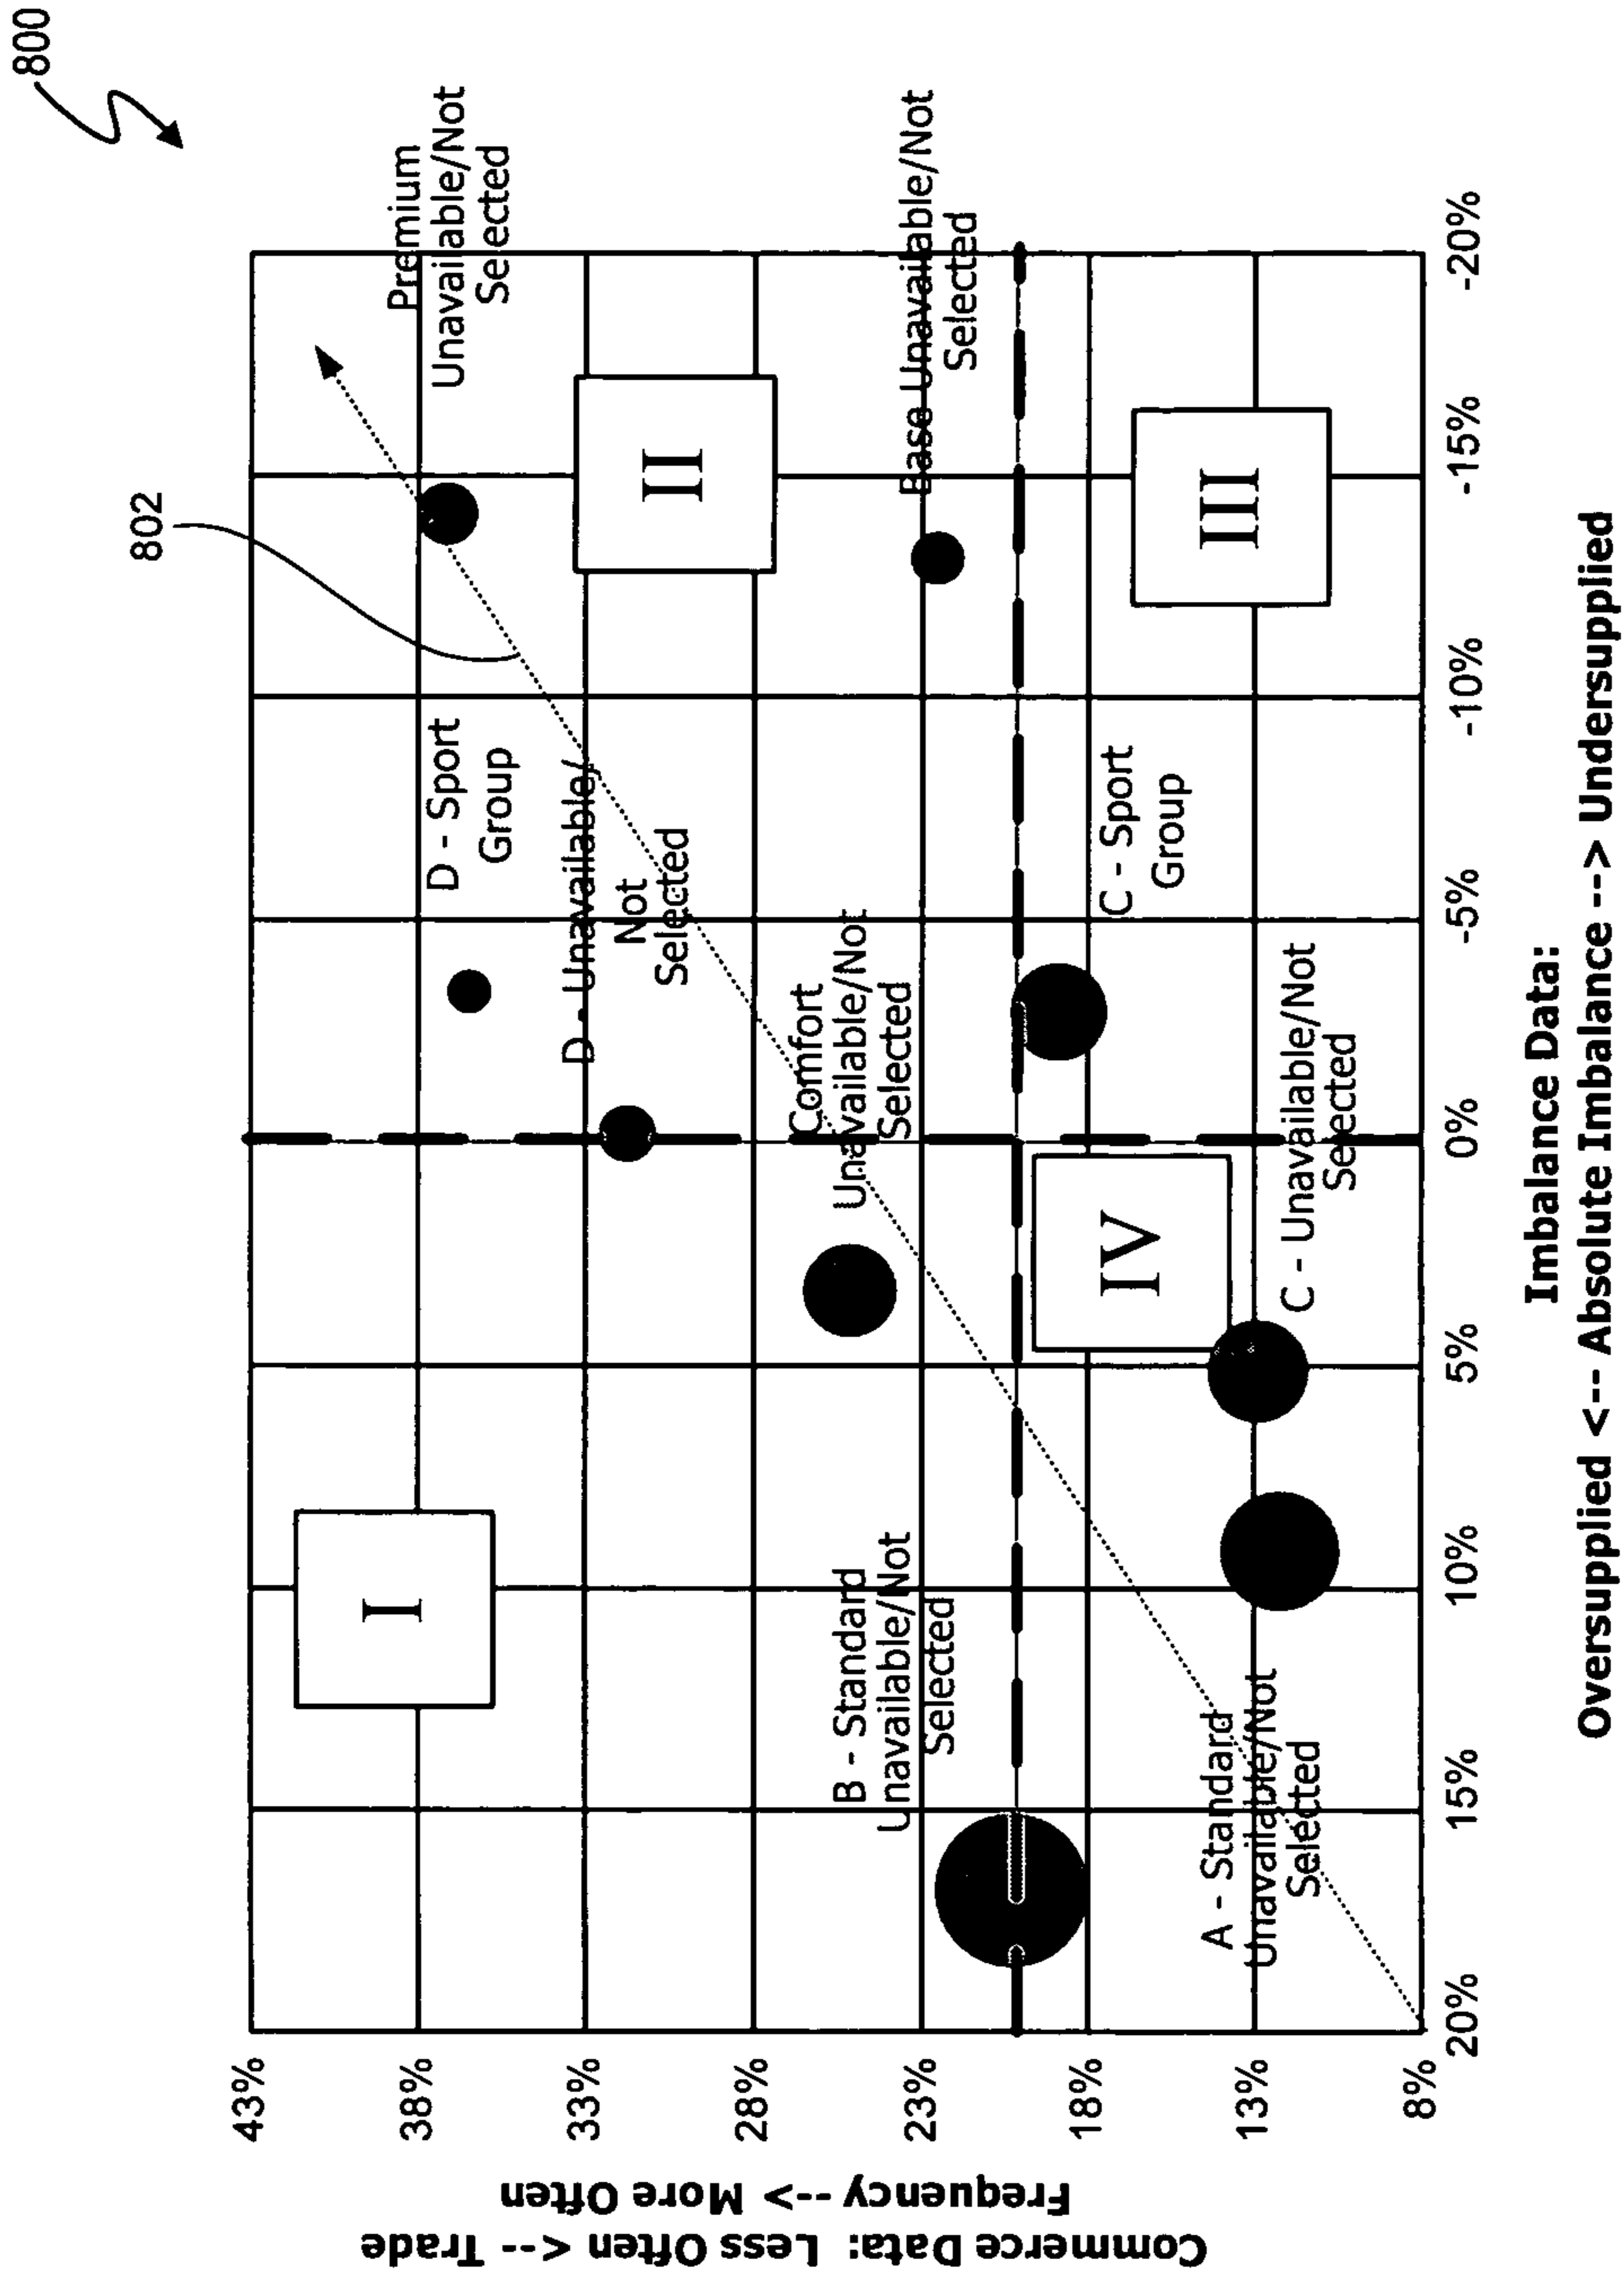 800
802
43%
38%
33%
28%
23%
18%
13%
8%
Commerce Data: Less Often <-- Trade
Frequency --> More Often
Premium
Unavailable/Not
Selected
D - Sport
Group
D - Unavailable/
Not
Selected
I
II
Comfort
Unavailable/Not
Selected
Base Unavailable/Not
Selected
B - Standard
Unavailable/Not
Selected
C - Sport
Group
IV
III
A - Standard
Unavailable/Not
Selected
C - Unavailable/Not
Selected
20%
15%
10%
5%
0%
-5%
-10%
-15%
-20%
Imbalance Data:
Oversupplied <-- Absolute Imbalance --> Undersupplied